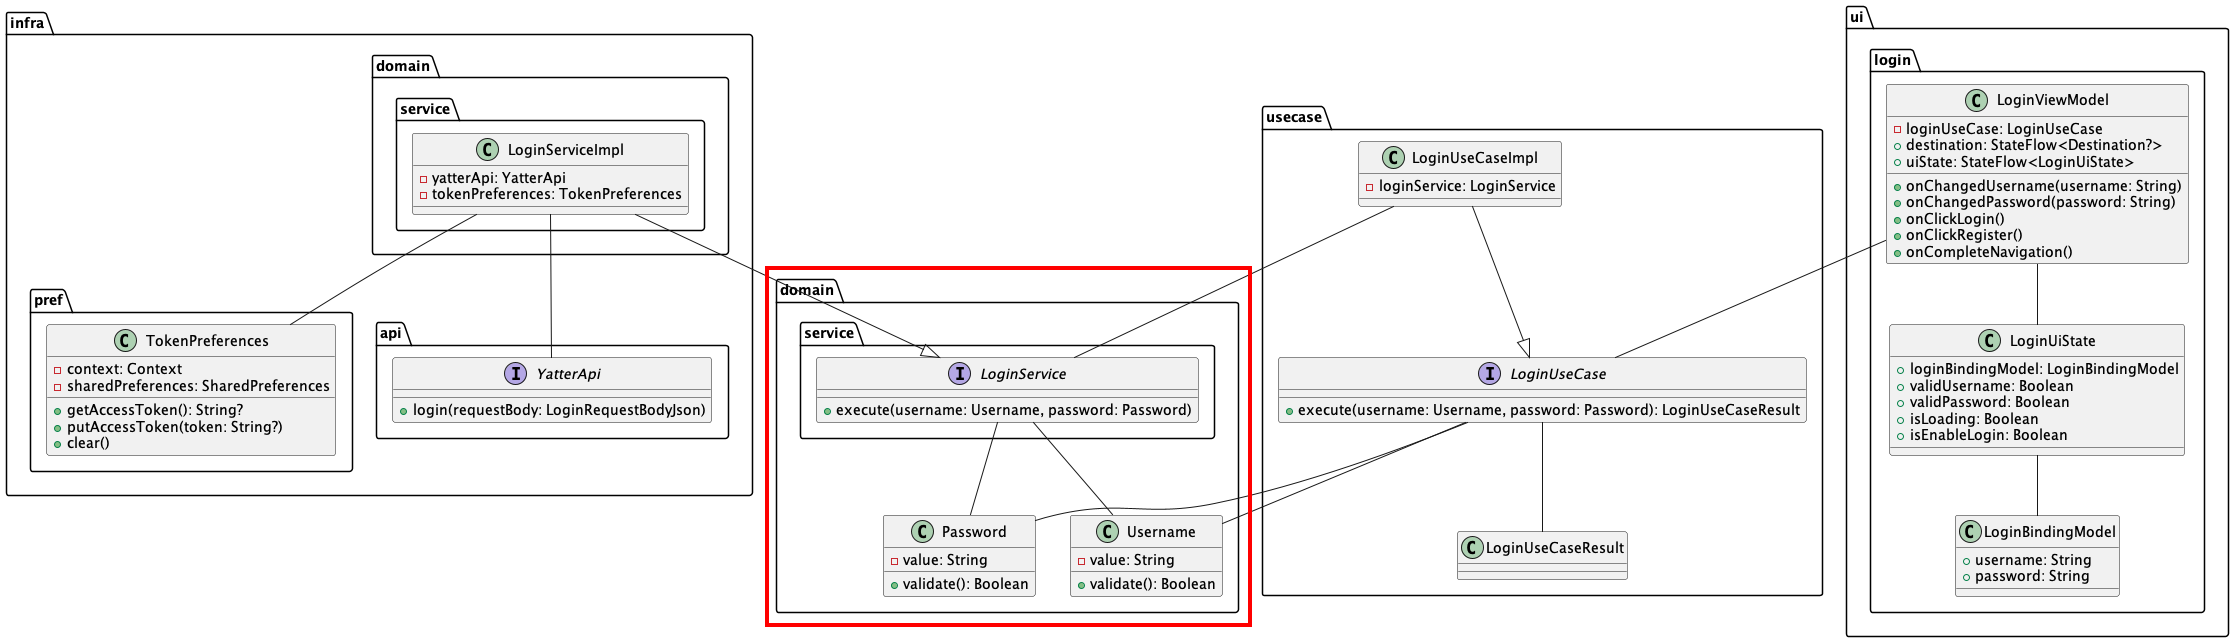 infra
domain
service
C LoginServiceImpl
yatterApi: YatterApi
tokenPreferences: TokenPreferences
pref
C TokenPreferences
context: Context
sharedPreferences: SharedPreferences
getAccessToken(): String?
putAccessToken(token: String?)
clear()
api
I YatterApi
login(requestBody: LoginRequestBodyJson)
domain
service
I LoginService
execute(username: Username, password: Password)
C Password
value: String
validate(): Boolean
C Username
value: String
validate(): Boolean
usecase
C LoginUseCaseImpl
loginService: LoginService
I LoginUseCase
execute(username: Username, password: Password): LoginUseCaseResult
C LoginUseCaseResult
ui
login
C LoginViewModel
loginUseCase: LoginUseCase
destination: StateFlow<Destination?>
uiState: StateFlow<LoginUiState>
onChangedUsername(username: String)
onChangedPassword(password: String)
onClickLogin()
onClickRegister()
onCompleteNavigation()
C LoginUiState
loginBindingModel: LoginBindingModel
validUsername: Boolean
validPassword: Boolean
isLoading: Boolean
isEnableLogin: Boolean
C LoginBindingModel
username: String
password: String